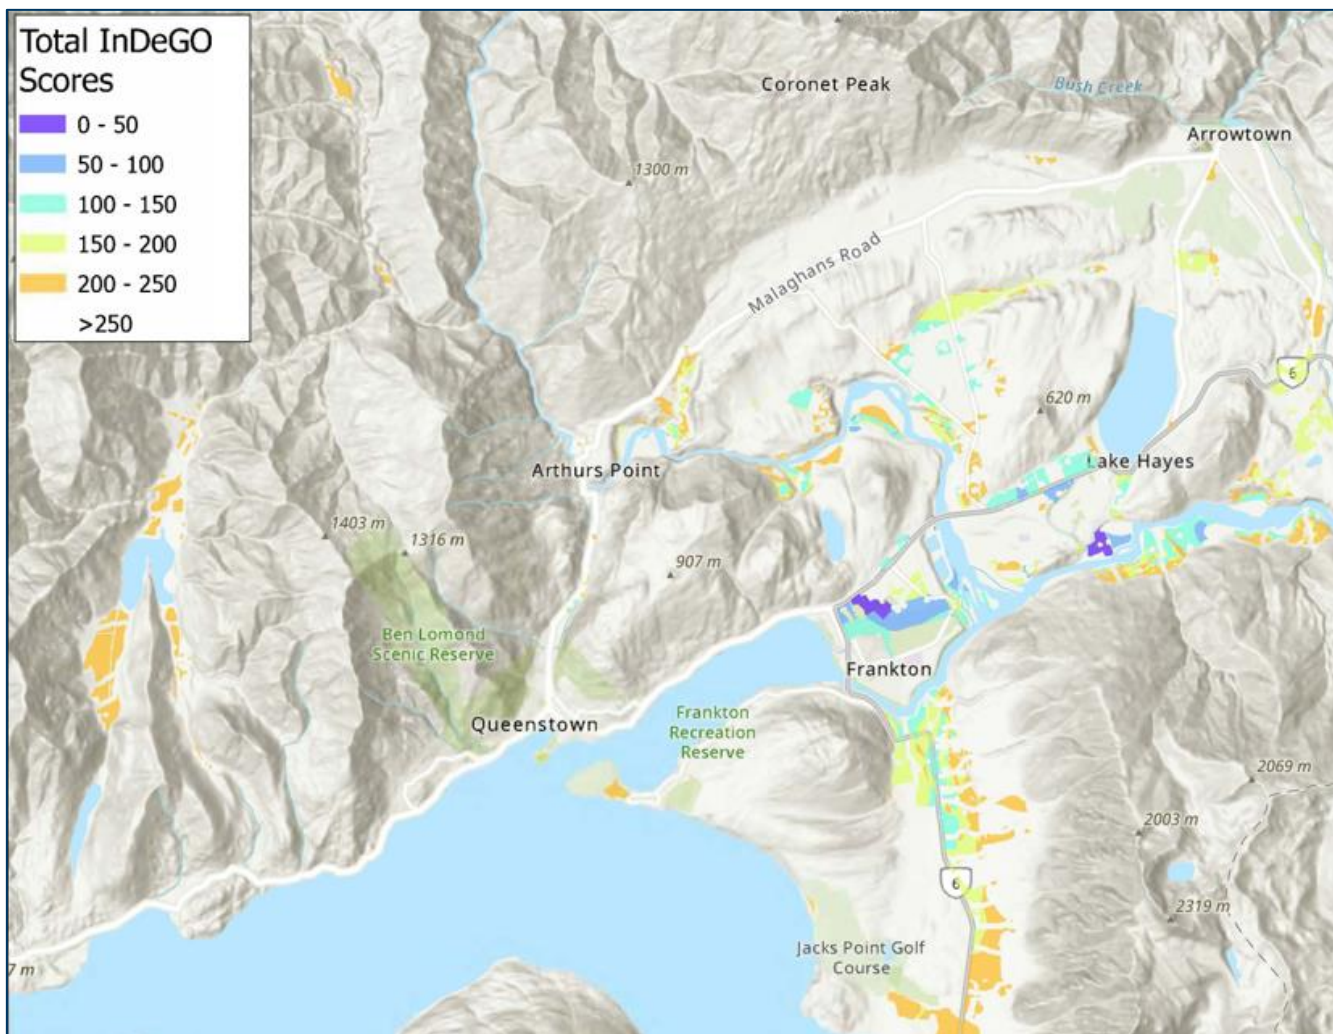 Total InDeGO
Scores
0 - 50
50 - 100
100 - 150
150 - 200
200 - 250
>250
Coronet Peak
Bush Creek
Arrowtown
1300 m
Malaghans Road
6
620 m
Arthurs Point
Lake Hayes
1403 m
1316 m
907 m
Ben Lomond
Scenic Reserve
Frankton
Queenstown
Frankton
Recreation
Reserve
2069 m
2003 m
6
2319 m
Jacks Point Golf
Course
7 m